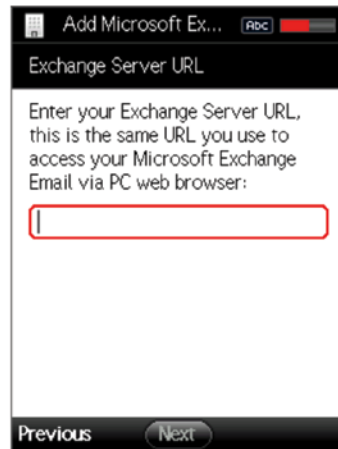 Add Microsoft Ex... Abc
Exchange Server URL
Enter your Exchange Server URL,
this is the same URL you use to
access your Microsoft Exchange
Email via PC web browser:
Previous Next